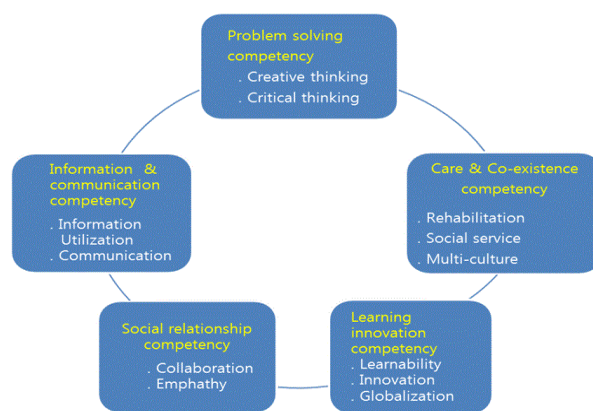 Problem solving
competency
. Creative thinking
. Critical thinking
Care & Co-existence
competency
. Rehabilitation
. Social service
. Multi-culture
Learning
innovation
competency
. Learnability
. Innovation
. Globalization
Social relationship
competency
. Collaboration
. Emphathy
Information &
communication
competency
. Information
Utilization
. Communication